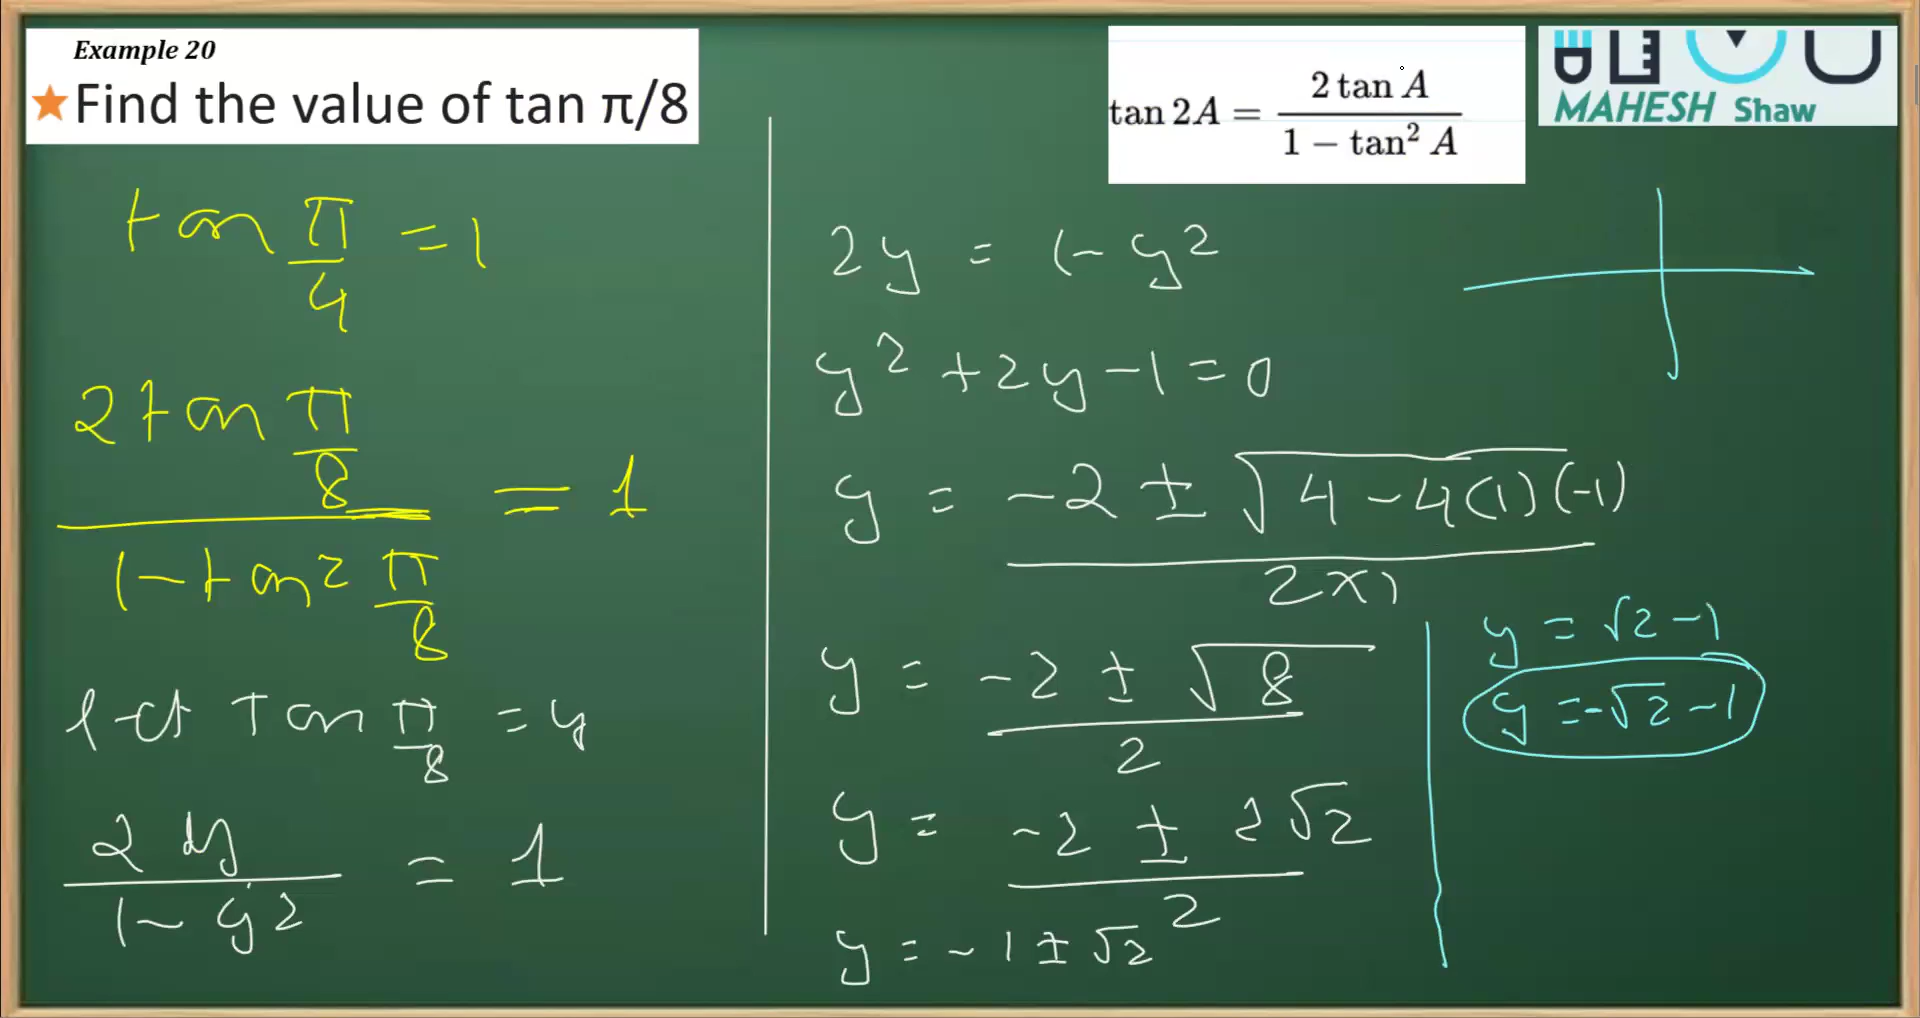 Example 20
Find the value of tan π/8
tan 2A = 2 tan A / 1 − tan² A
MAHESH Shaw
tan π/4 = 1
2 tan π/8 / 1 - tan² π/8 = 1
let Tan π/8 = y
2y / 1 - y² = 1
2y = 1 - y²
y² + 2y - 1 = 0
y = -2 ± √4 - 4(1)(-1) / 2×1
y = -2 ± √8 / 2
y = -2 ± 2√2 / 2
y = -1 ± √2
y = √2 - 1
y = -√2 - 1